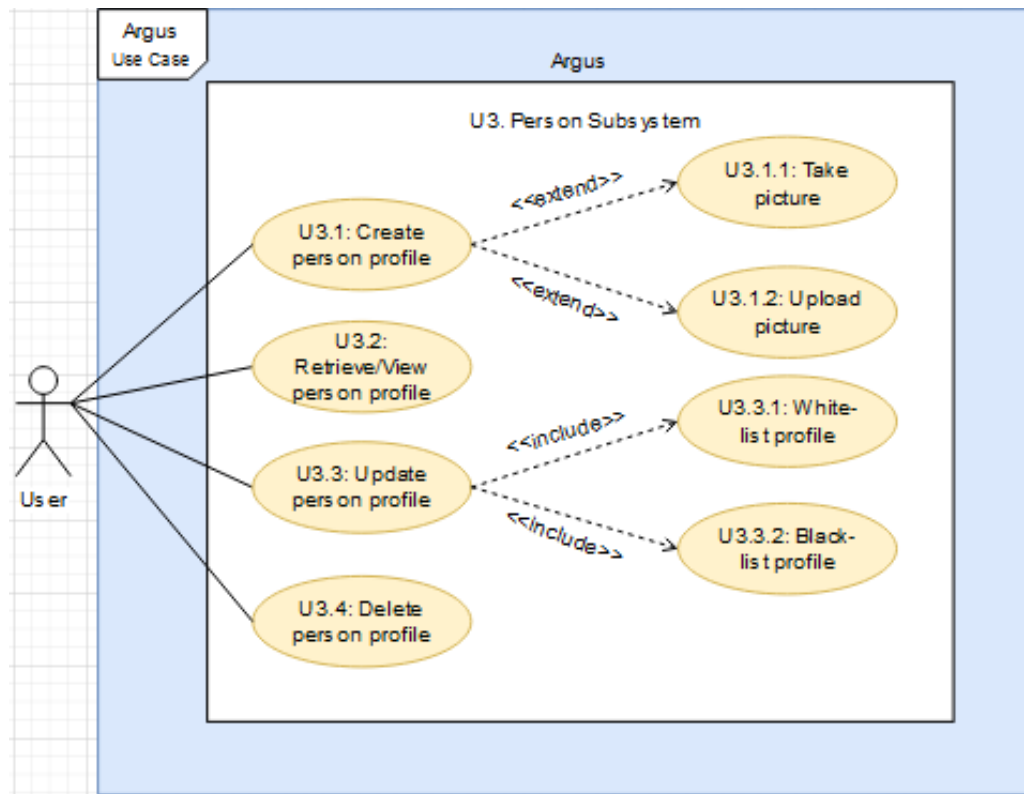 Argus
Use Case
Argus
U3. Person Subsystem
U3.1.1: Take
picture
<<extend>>
U3.1: Create
person profile
<<extend>>
U3.1.2: Upload
picture
U3.2:
Retrieve/View
person profile
U3.3.1: White-
list profile
<<include>>
U3.3: Update
person profile
<<include>>
U3.3.2: Black-
list profile
User
U3.4: Delete
person profile